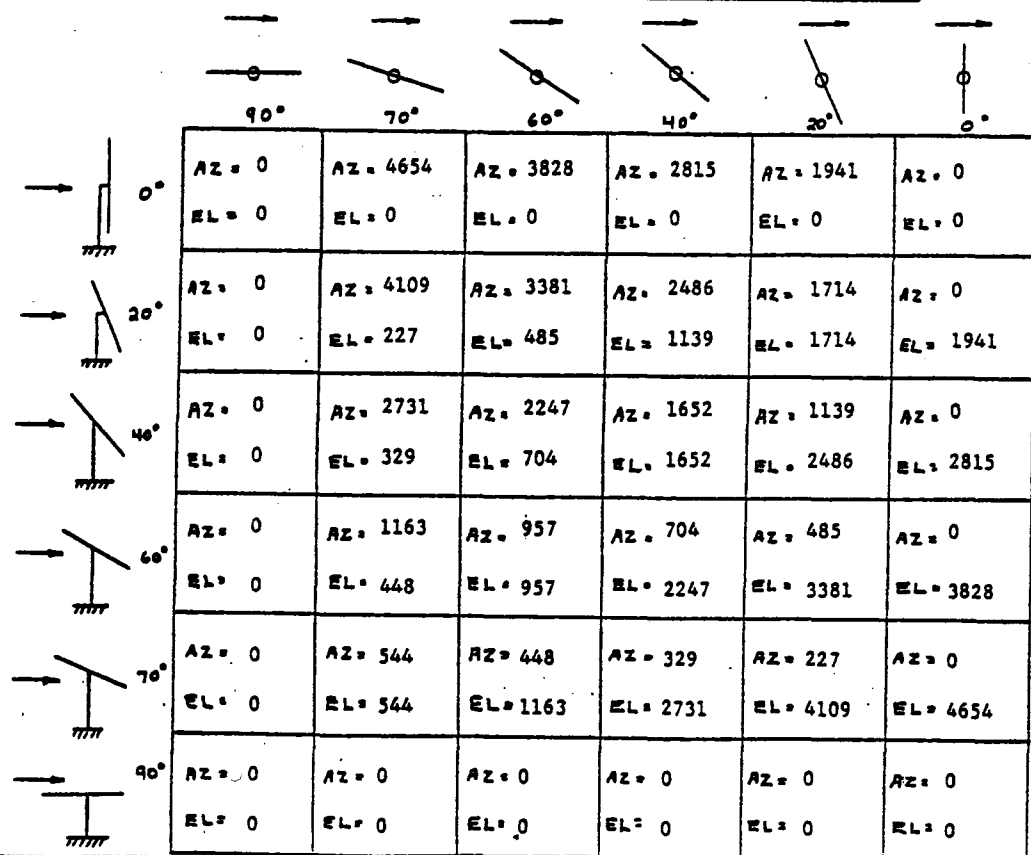 90° 70° 60° 40° 20° 0°
0° AZ = 0 AZ = 4654 AZ = 3828 AZ = 2815 AZ = 1941 AZ = 0
EL = 0 EL = 0 EL = 0 EL = 0 EL = 0 EL = 0
20° AZ = 0 AZ = 4109 AZ = 3381 AZ = 2486 AZ = 1714 AZ = 0
EL = 0 EL = 227 EL = 485 EL = 1139 EL = 1714 EL = 1941
40° AZ = 0 AZ = 2731 AZ = 2247 AZ = 1652 AZ = 1139 AZ = 0
EL = 0 EL = 329 EL = 704 EL = 1652 EL = 2486 EL = 2815
60° AZ = 0 AZ = 1163 AZ = 957 AZ = 704 AZ = 485 AZ = 0
EL = 0 EL = 448 EL = 957 EL = 2247 EL = 3381 EL = 3828
70° AZ = 0 AZ = 544 AZ = 448 AZ = 329 AZ = 227 AZ = 0
EL = 0 EL = 544 EL = 1163 EL = 2731 EL = 4109 EL = 4654
90° AZ = 0 AZ = 0 AZ = 0 AZ = 0 AZ = 0 AZ = 0
EL = 0 EL = 0 EL = 0 EL = 0 EL = 0 EL = 0